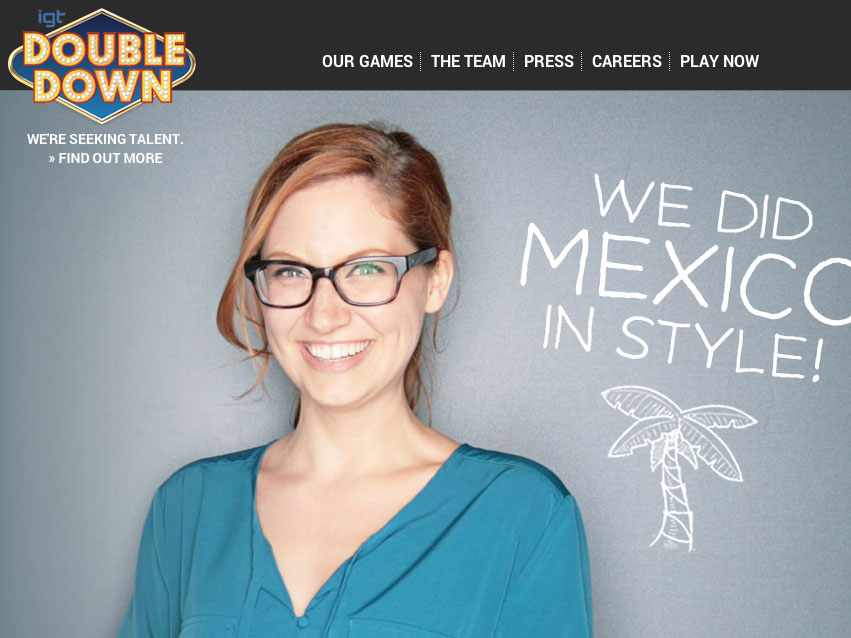 igt
DOUBLE
DOWN
OUR GAMES
THE TEAM
PRESS
CAREERS
PLAY NOW
WE'RE SEEKING TALENT.
» FIND OUT MORE
WE DID
MEXICO
IN STYLE!